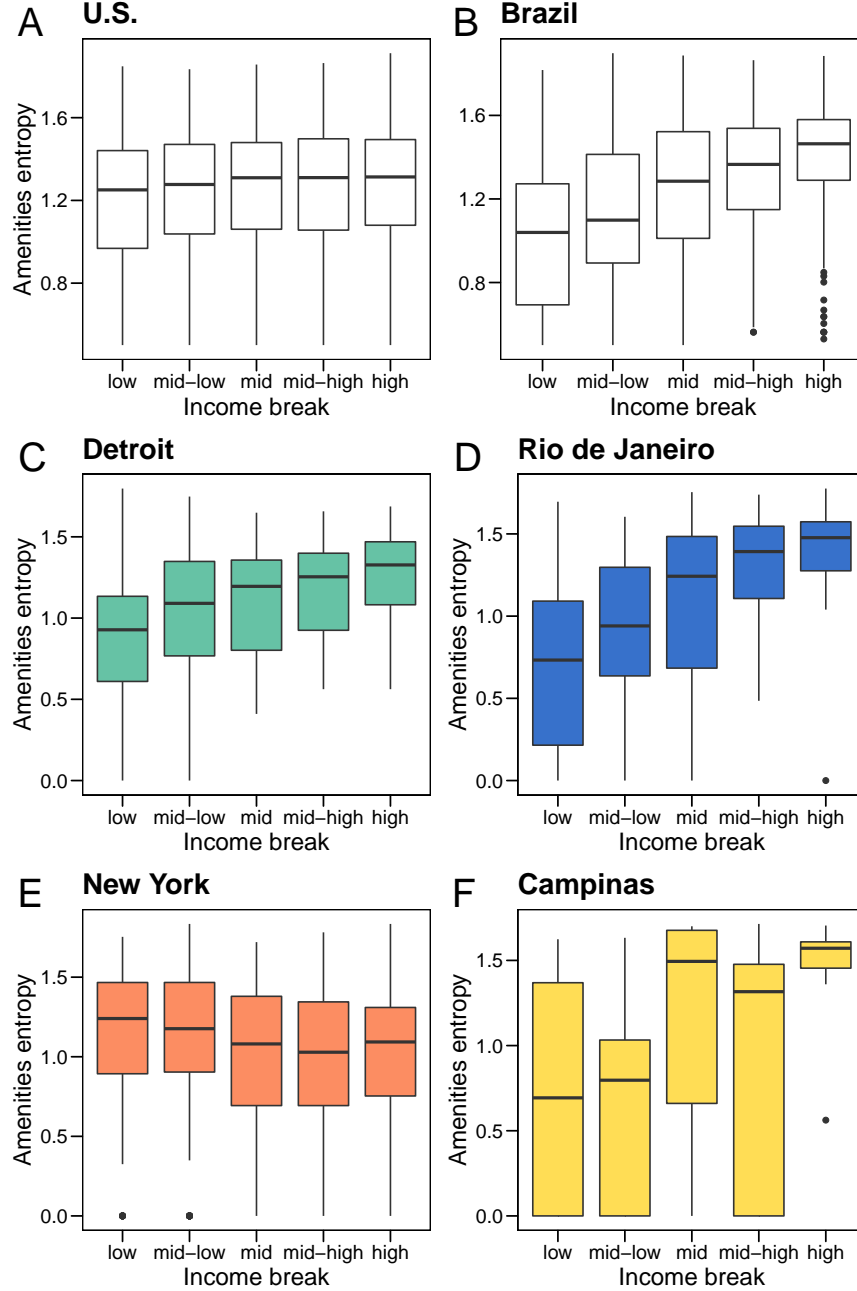 A U.S.
Amenities entropy
1.6
1.2
0.8
low mid−low mid mid−high high
Income break
B Brazil
1.6
1.2
0.8
low mid−low mid mid−high high
Income break
C Detroit
Amenities entropy
1.5
1.0
0.5
0.0
low mid−low mid mid−high high
Income break
D Rio de Janeiro
Amenities entropy
1.5
1.0
0.5
0.0
low mid−low mid mid−high high
Income break
E New York
Amenities entropy
1.5
1.0
0.5
0.0
low mid−low mid mid−high high
Income break
F Campinas
Amenities entropy
1.5
1.0
0.5
0.0
low mid−low mid mid−high high
Income break